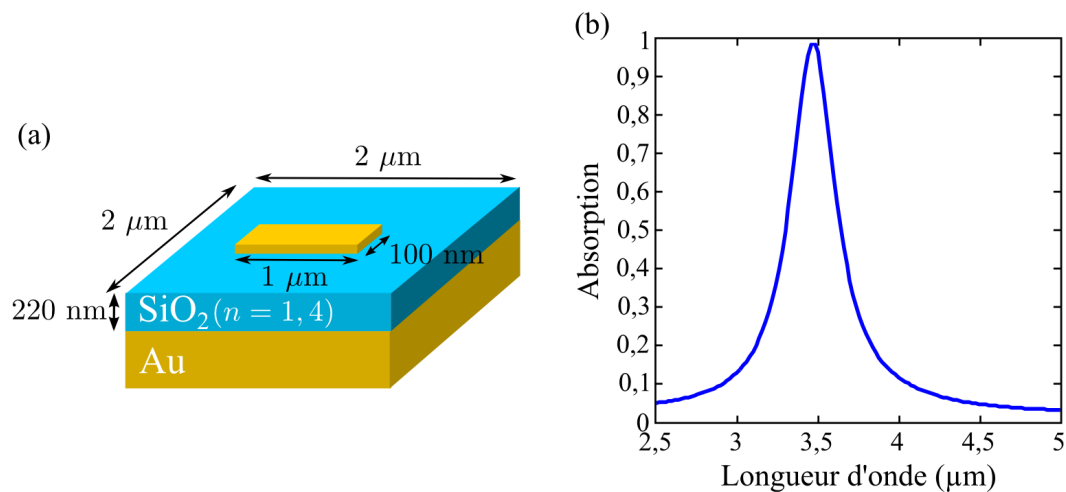 (a)
2 μm
2 μm
100 nm
1 μm
220 nm
SiO₂(n = 1,4)
Au
(b)
Absorption
1
0,9
0,8
0,7
0,6
0,5
0,4
0,3
0,2
0,1
0
2,5 3 3,5 4 4,5 5
Longueur d'onde (µm)